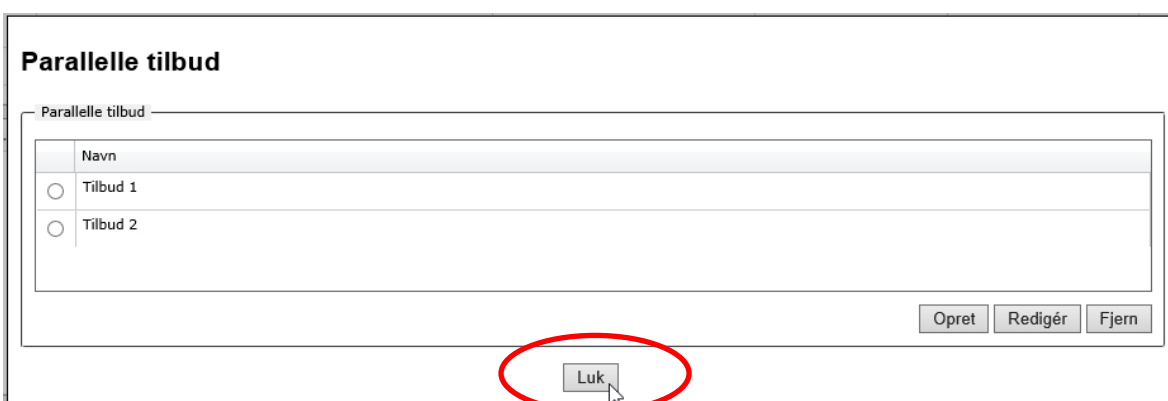 Parallelle tilbud
Parallelle tilbud
Navn
Tilbud 1
Tilbud 2
Opret Redigér Fjern
Luk